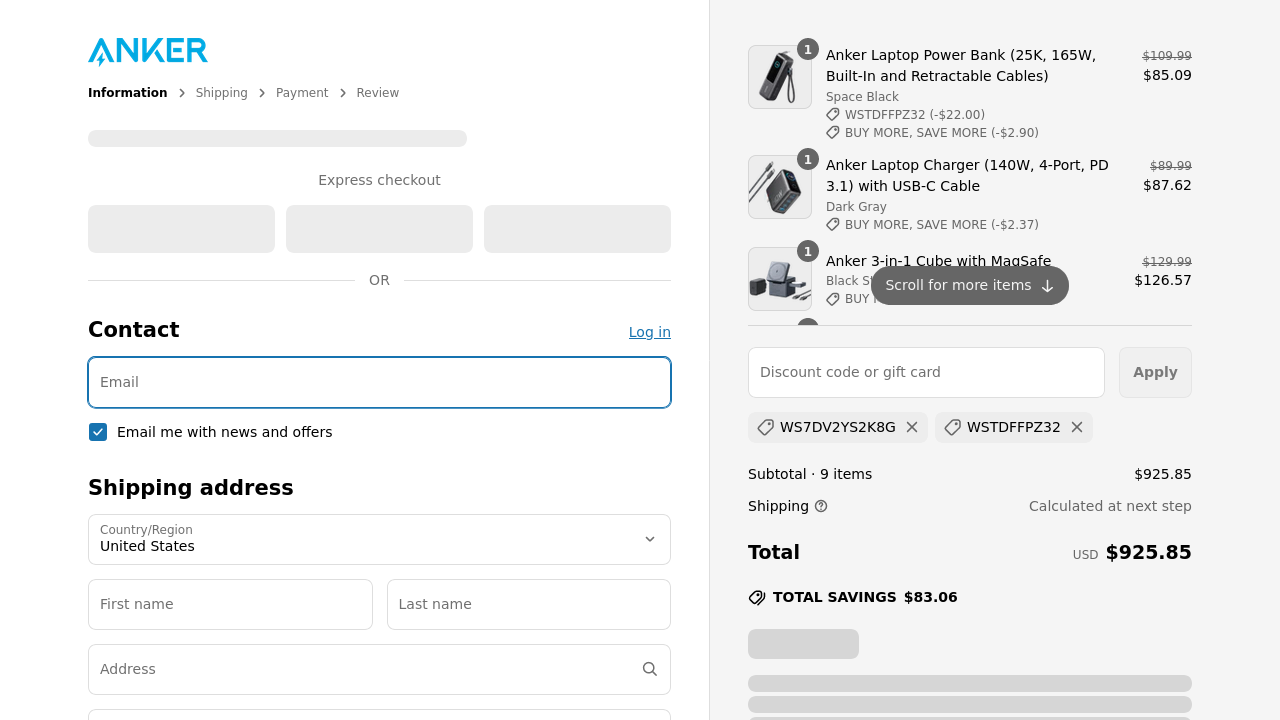 ANKER
Information > Shipping > Payment > Review
Express checkout
OR
Contact
Log in
Email
Email me with news and offers
Shipping address
Country/Region
United States
First name
Last name
Address
1
Anker Laptop Power Bank (25K, 165W,
Built-In and Retractable Cables)
Space Black
WSTDFFPZ32 (-$22.00)
BUY MORE, SAVE MORE (-$2.90)
$109.99
$85.09
1
Anker Laptop Charger (140W, 4-Port, PD
3.1) with USB-C Cable
Dark Gray
BUY MORE, SAVE MORE (-$2.37)
$89.99
$87.62
1
Anker 3-in-1 Cube with MagSafe
Black
BUY
$129.99
$126.57
Scroll for more items
Discount code or gift card
Apply
WS7DV2YS2K8G
WSTDFFPZ32
Subtotal · 9 items
$925.85
Shipping
Calculated at next step
Total
USD $925.85
TOTAL SAVINGS $83.06